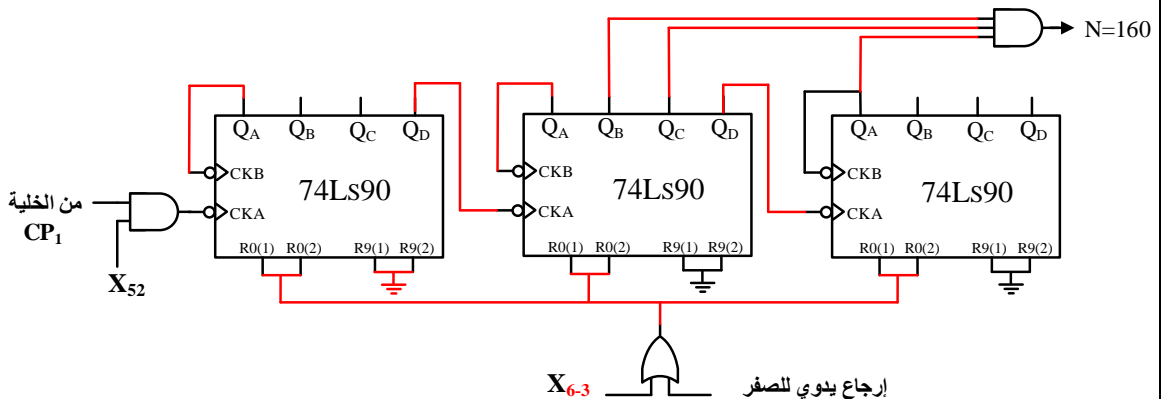 N=160
QA QB QC QD
QA QB QC QD
QA QB QC QD
CKB
CKB
CKB
74Ls90
74Ls90
74Ls90
من الخلية
CP1
CKA
CKA
CKA
R0(1) R0(2) R9(1) R9(2)
R0(1) R0(2) R9(1) R9(2)
R0(1) R0(2) R9(1) R9(2)
X52
X6-3
إرجاع يدوي للصفر